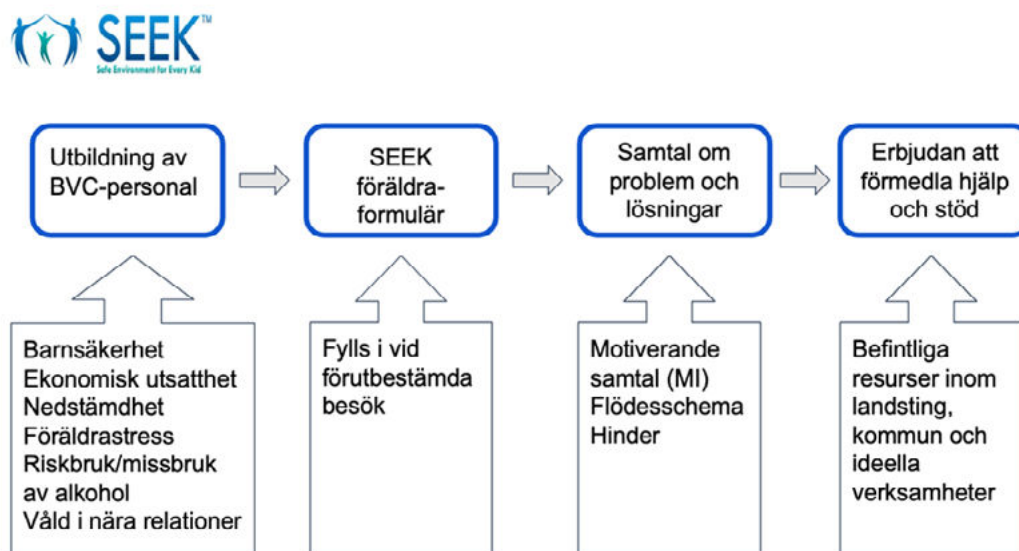 SEEK™
Safe Environment for Every Kid
Utbildning av
BVC-personal
SEEK
föräldra-
formulär
Samtal om
problem och
lösningar
Erbjudan att
förmedla hjälp
och stöd
Barnsäkerhet
Ekonomisk utsatthet
Nedstämdhet
Föräldrastress
Riskbruk/missbruk
av alkohol
Våld i nära relationer
Fylls i vid
förutbestämda
besök
Motiverande
samtal (MI)
Flödesschema
Hinder
Befintliga
resurser inom
landsting,
kommun och
ideella
verksamheter